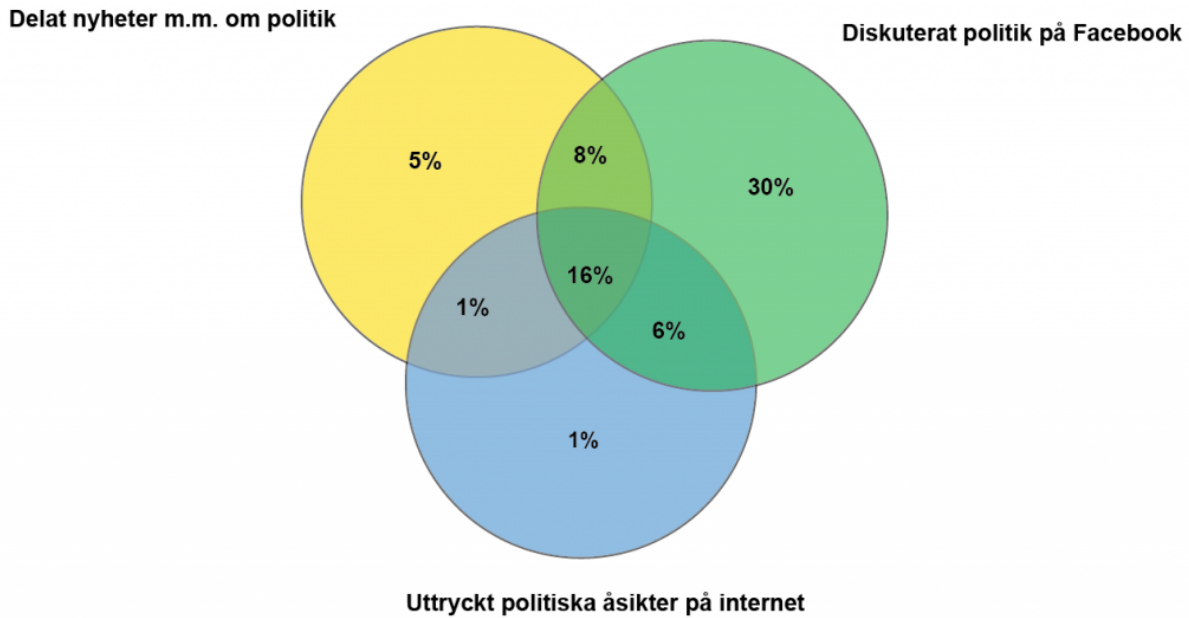 Delat nyheter m.m. om politik
Diskuterat politik på Facebook
5%
8%
30%
16%
1%
6%
1%
Uttryckt politiska åsikter på internet